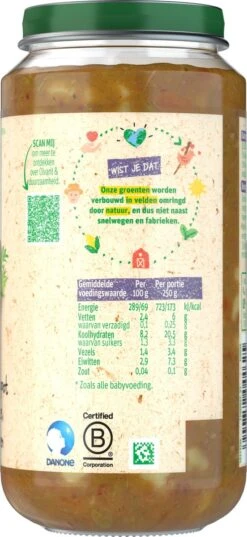 SCAN MIJ
om meer te
ontdekken
over Olvarit &
duurzaamheid.
WIST JE DAT
Onze groenten worden
verbouwd in velden omringd
door natuur, en dus niet naast
snelwegen en fabrieken.
Gemiddelde voedingswaarde Per 100 g Per portie 250 g
Energie 289/69 723/173 kJ/kcal
Vetten 2,4 6 g
waarvan verzadigd 0,1 0,25 g
Koolhydraten 8,2 20,5 g
waarvan suikers 1,3 3,3 g
Vezels 1,4 3,4 g
Eiwitten 2,9 7,3 g
Zout 0,04 0,1 g
* Zoals alle babyvoeding.
DANONE
Certified
B
Corporation